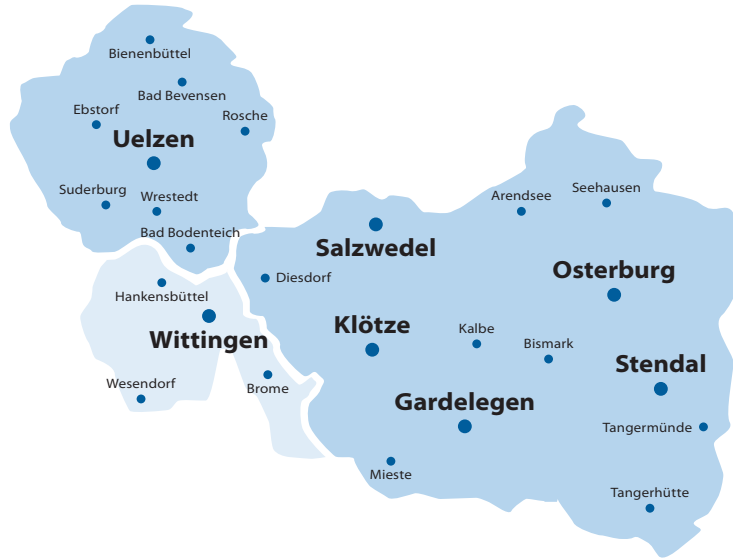 Bienenbüttel
Bad Bevensen
Ebstorf
Rosche
Uelzen
Suderburg
Wrestedt
Bad Bodenteich
Seehausen
Arendsee
Salzwedel
Osterburg
Diesdorf
Hankensbüttel
Klötze
Kalbe
Wittingen
Bismark
Stendal
Wesendorf
Brome
Gardelegen
Tangermünde
Mieste
Tangerhütte